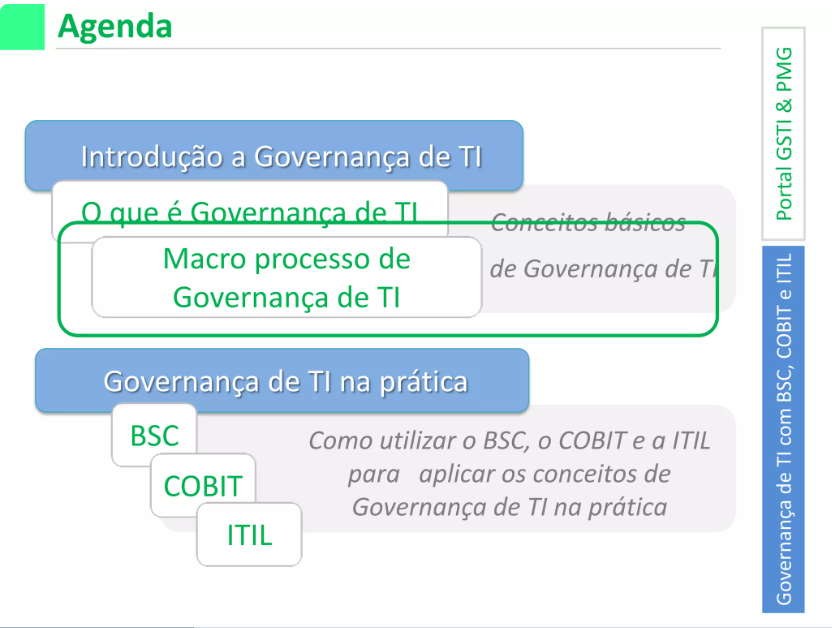 Agenda
Introdução a Governança de TI
O que é Governança de TI
Conceitos básicos
de Governança de TI
Macro processo de
Governança de TI
Governança de TI na prática
BSC
COBIT
ITIL
Como utilizar o BSC, o COBIT e a ITIL
para aplicar os conceitos de
Governança de TI na prática
Portal GSTI & PMG
Governança de TI com BSC, COBIT e ITIL